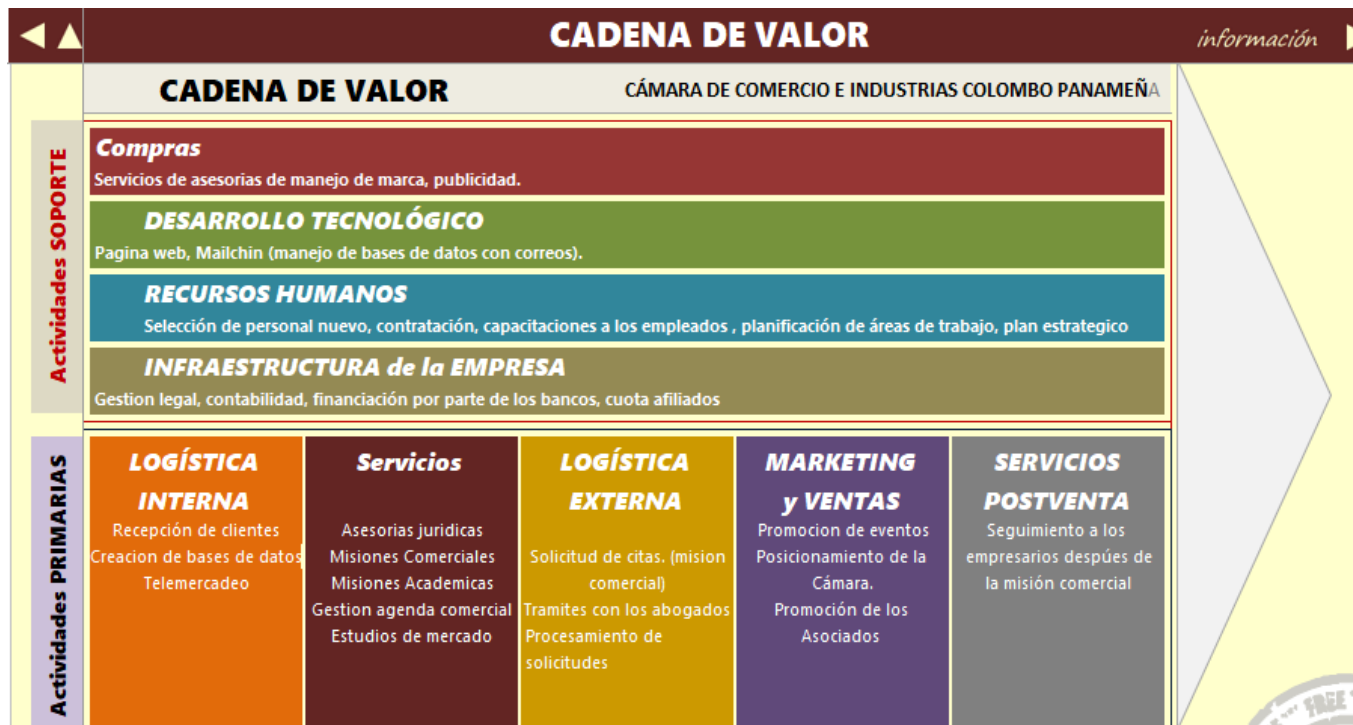 CADENA DE VALOR
información
CADENA DE VALOR
CÁMARA DE COMERCIO E INDUSTRIAS COLOMBO PANAMEÑA
Actividades SOPORTE
Compras
Servicios de asesorias de manejo de marca, publicidad.
DESARROLLO TECNOLÓGICO
Pagina web, Mailchin (manejo de bases de datos con correos).
RECURSOS HUMANOS
Selección de personal nuevo, contratación, capacitaciones a los empleados , planificación de áreas de trabajo, plan estrategico
INFRAESTRUCTURA de la EMPRESA
Gestion legal, contabilidad, financiación por parte de los bancos, cuota afiliados
Actividades PRIMARIAS
LOGÍSTICA
INTERNA
Recepción de clientes
Creacion de bases de datos
Telemercadeo
Servicios
Asesorias juridicas
Misiones Comerciales
Misiones Academicas
Gestion agenda comercial
Estudios de mercado
LOGÍSTICA
EXTERNA
Solicitud de citas. (mision
comercial)
Tramites con los abogados
Procesamiento de
solicitudes
MARKETING
y VENTAS
Promocion de eventos
Posicionamiento de la
Cámara.
Promoción de los
Asociados
SERVICIOS
POSTVENTA
Seguimiento a los
empresarios despúes de
la misión comercial
FREE